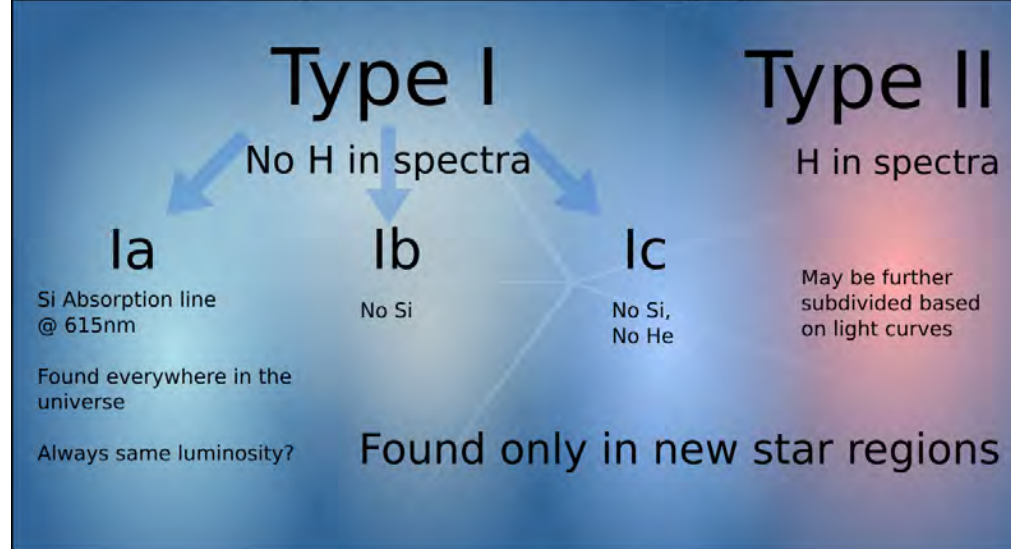 Type I
No H in spectra
Ia
Si Absorption line
@ 615nm
Found everywhere in the
universe
Always same luminosity?
Ib
No Si
Ic
No Si,
No He
Type II
H in spectra
May be further
subdivided based
on light curves
Found only in new star regions